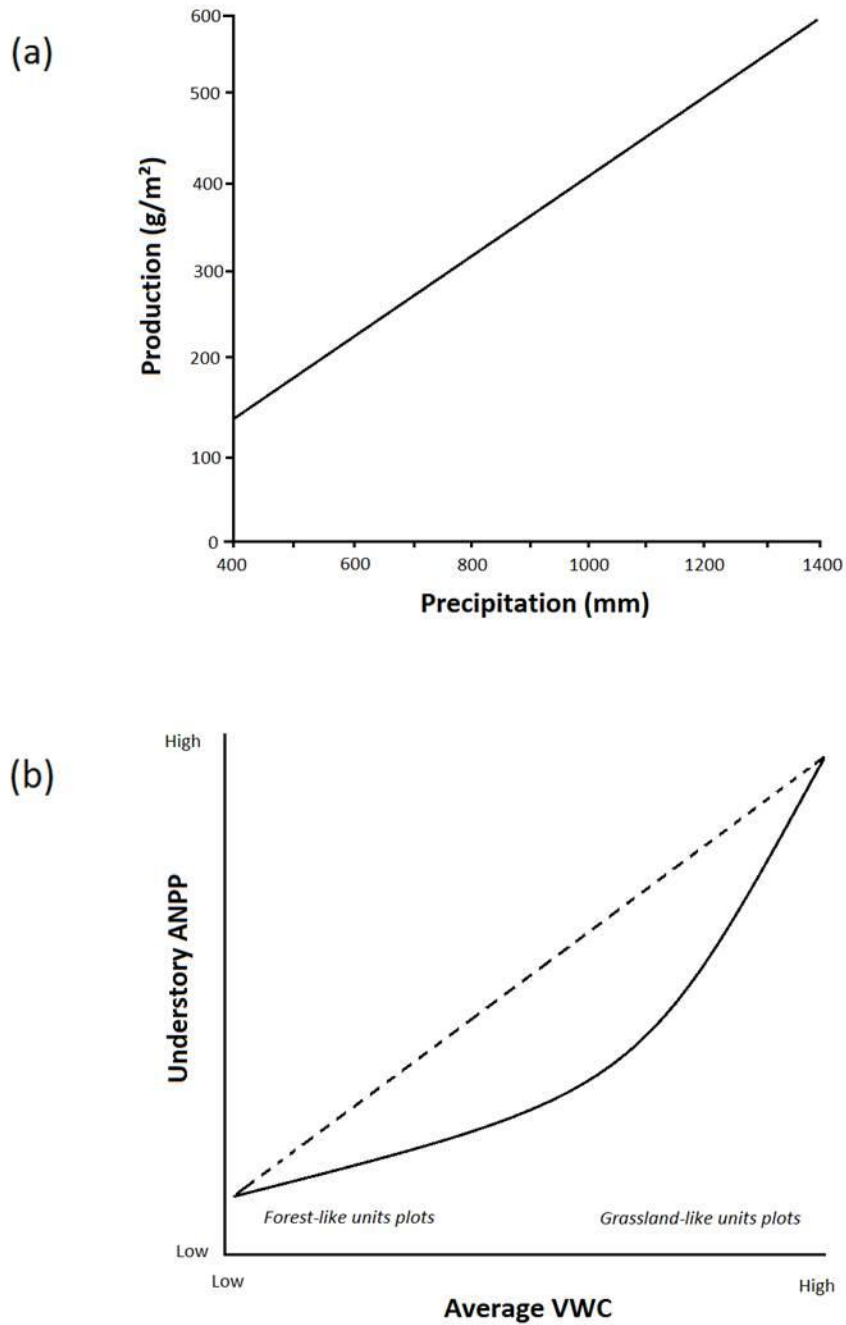 (a)
Production (g/m²)
600
500
400
300
200
100
0
400 600 800 1000 1200 1400
Precipitation (mm)
(b)
Understory ANPP
High
Low
Forest-like units plots Grassland-like units plots
Low High
Average VWC